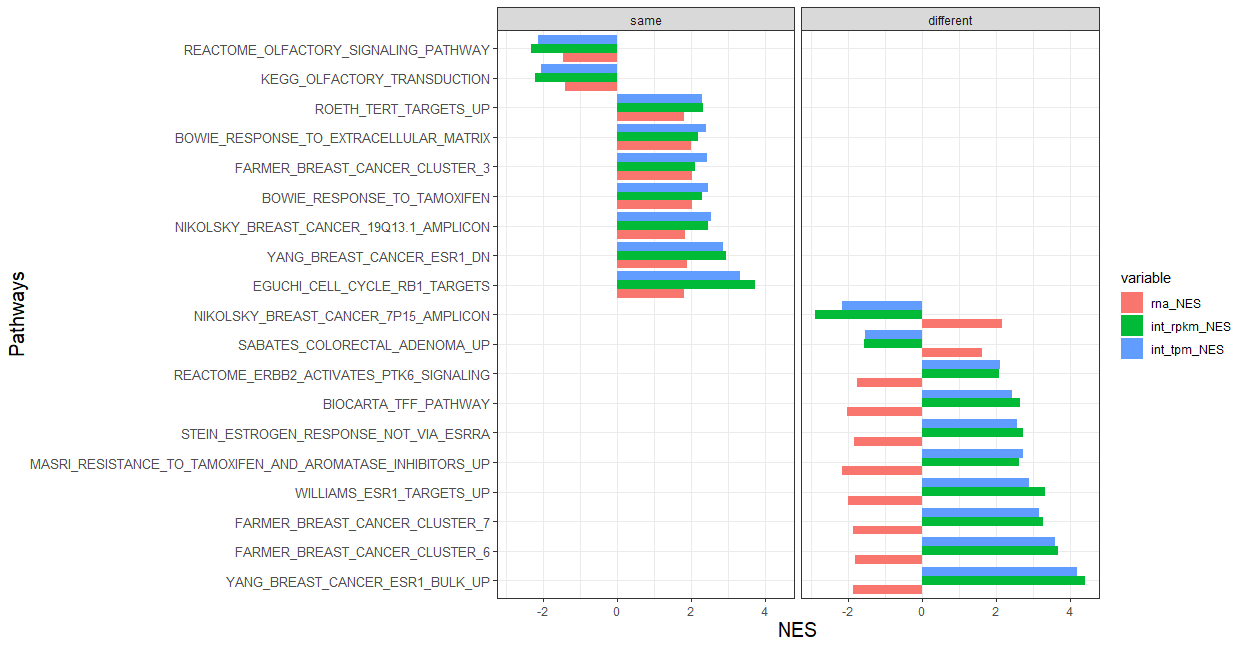 same
different
REACTOME_OLFACTORY_SIGNALING_PATHWAY
KEGG_OLFACTORY_TRANSDUCTION
ROETH_TERT_TARGETS_UP
BOWIE_RESPONSE_TO_EXTRACELLULAR_MATRIX
FARMER_BREAST_CANCER_CLUSTER_3
BOWIE_RESPONSE_TO_TAMOXIFEN
NIKOLSKY_BREAST_CANCER_19Q13.1_AMPLICON
YANG_BREAST_CANCER_ESR1_DN
EGUCHI_CELL_CYCLE_RB1_TARGETS
NIKOLSKY_BREAST_CANCER_7P15_AMPLICON
SABATES_COLORECTAL_ADENOMA_UP
REACTOME_ERBB2_ACTIVATES_PTK6_SIGNALING
BIOCARTA_TFF_PATHWAY
STEIN_ESTROGEN_RESPONSE_NOT_VIA_ESRRA
MASRI_RESISTANCE_TO_TAMOXIFEN_AND_AROMATASE_INHIBITORS_UP
WILLIAMS_ESR1_TARGETS_UP
FARMER_BREAST_CANCER_CLUSTER_7
FARMER_BREAST_CANCER_CLUSTER_6
YANG_BREAST_CANCER_ESR1_BULK_UP
Pathways
-2 0 2 4
-2 0 2 4
NES
variable
rna_NES
int_rpkm_NES
int_tpm_NES